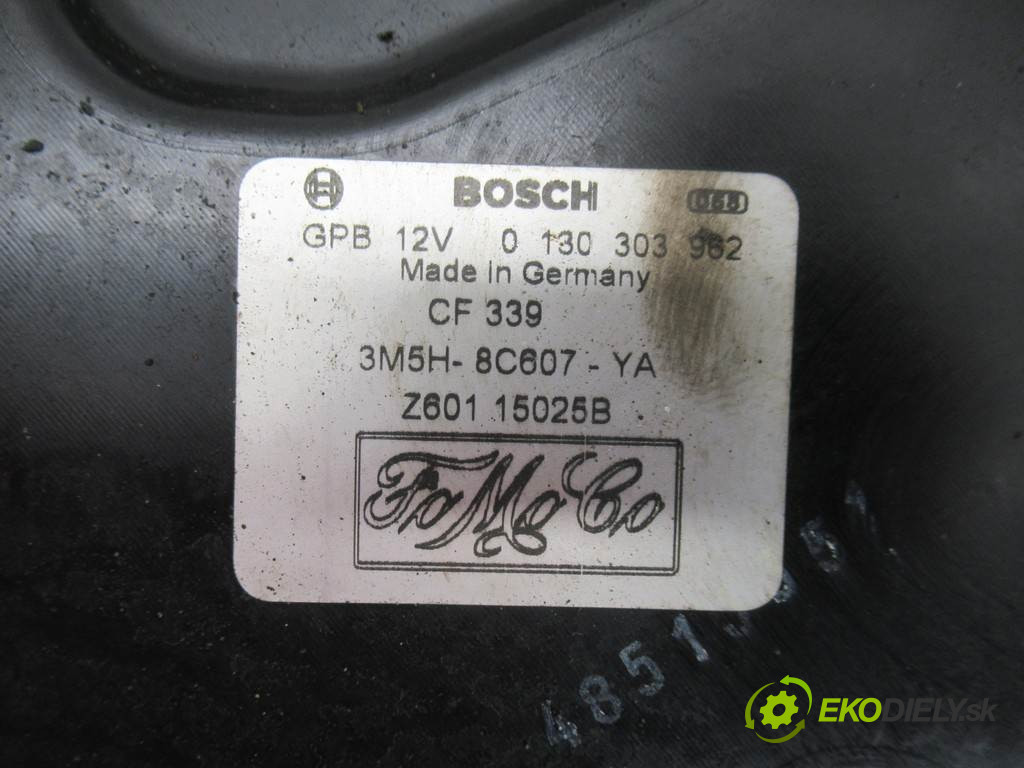 BOSCH 068
GPB 12V 0 130 303 962
Made in Germany
CF 339
3M5H- 8C607 - YA
Z601 15025B
FoMoCo
EKODIELY.sk